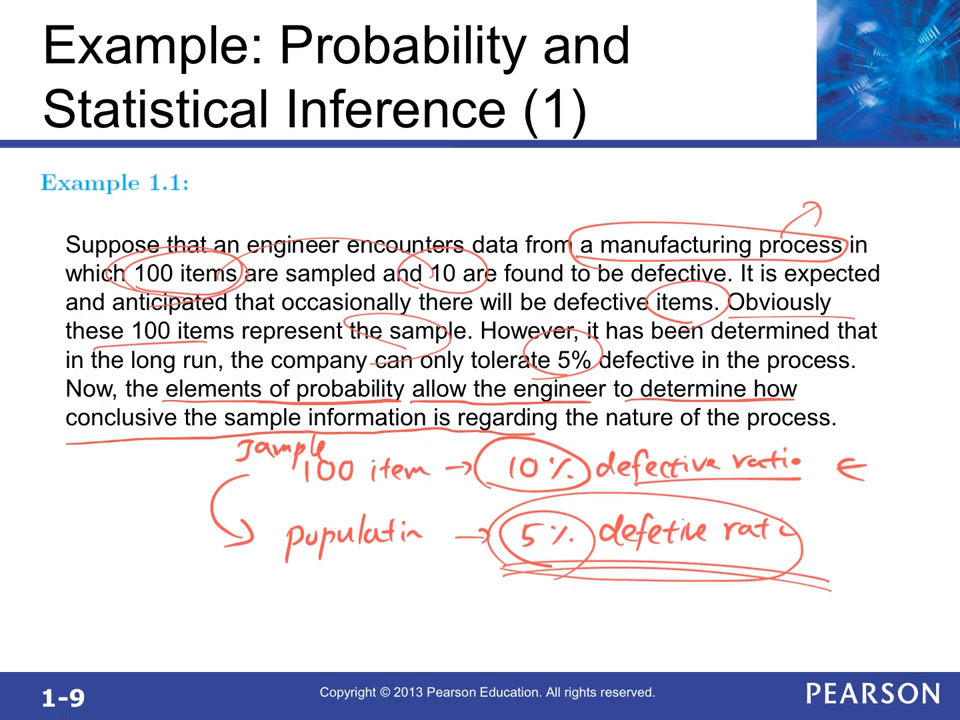 Example: Probability and
Statistical Inference (1)
Example 1.1:
Suppose that an engineer encounters data from a manufacturing process in
which 100 items are sampled and 10 are found to be defective. It is expected
and anticipated that occasionally there will be defective items. Obviously
these 100 items represent the sample. However, it has been determined that
in the long run, the company can only tolerate 5% defective in the process.
Now, the elements of probability allow the engineer to determine how
conclusive the sample information is regarding the nature of the process.
sample
100 item → 10% defective ratio ←
populatin → 5% defetive rati
1-9
Copyright © 2013 Pearson Education. All rights reserved.
PEARSON